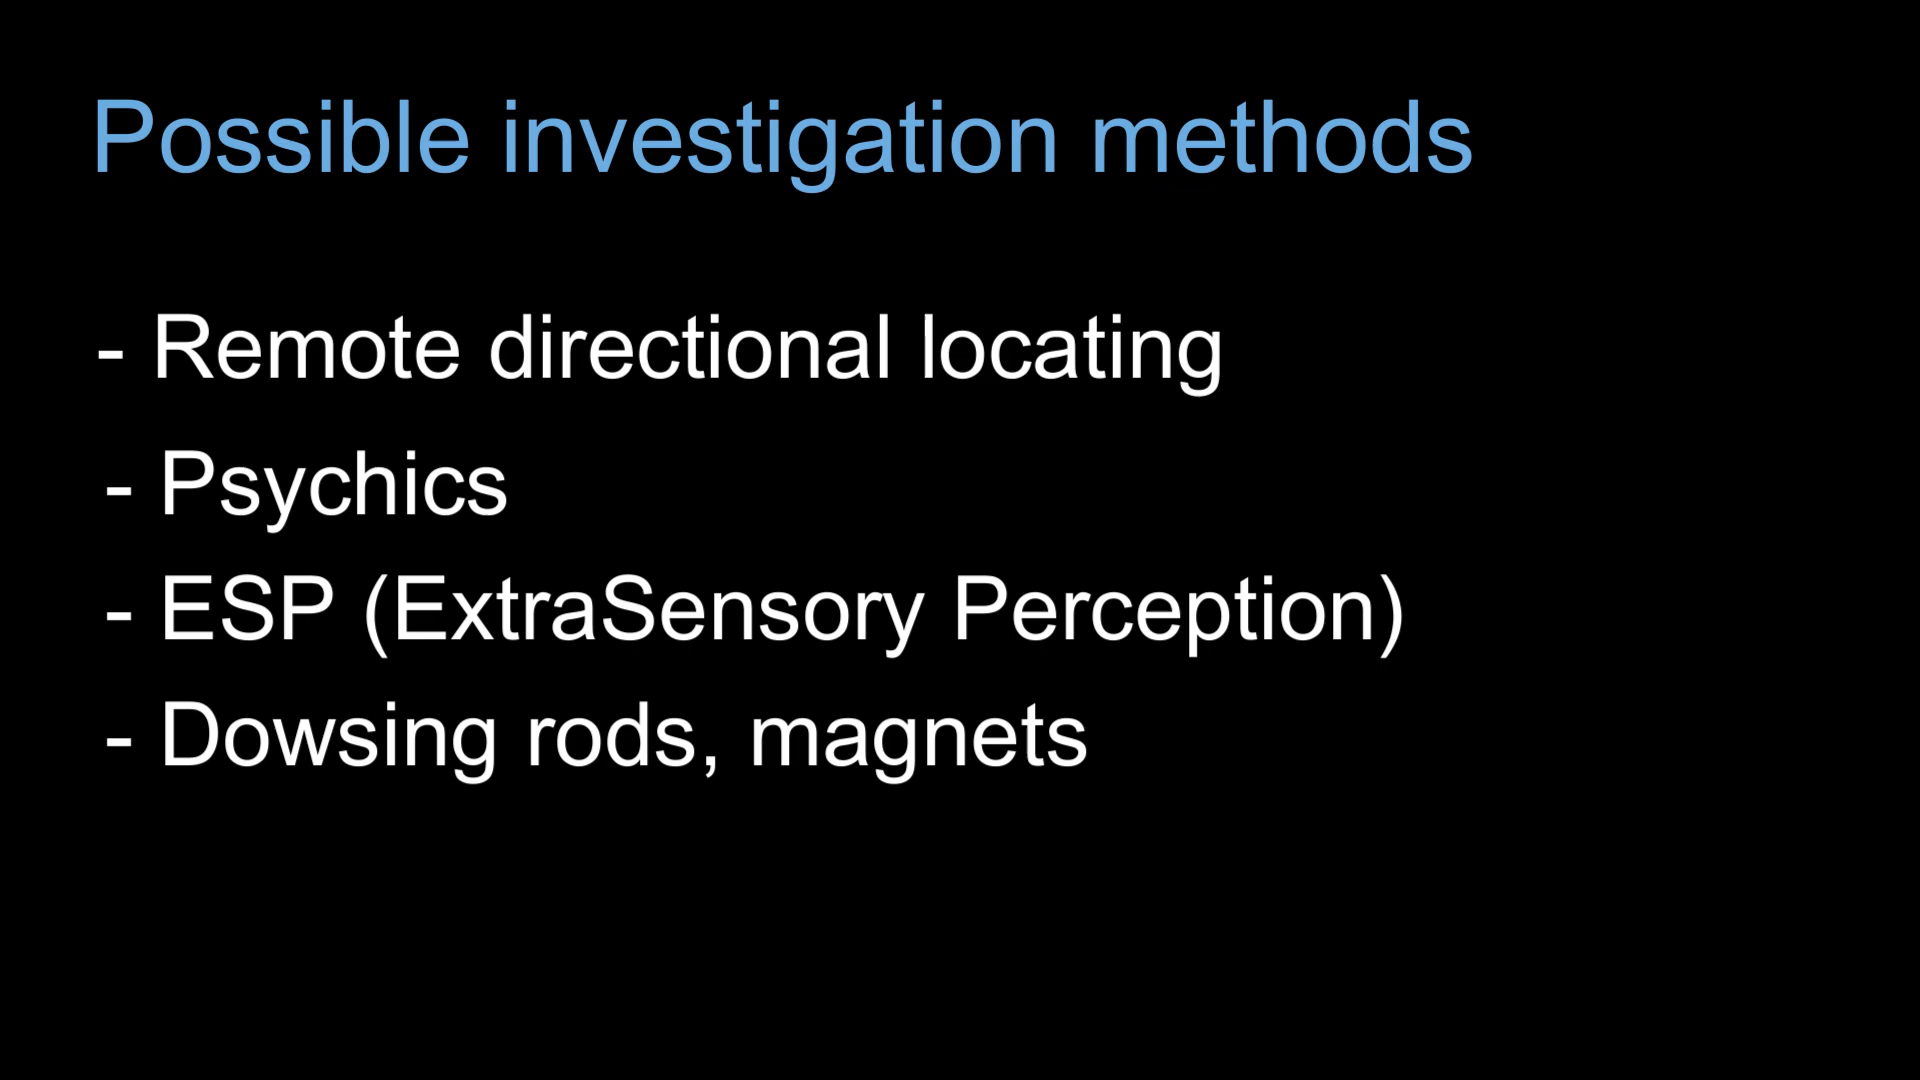 Possible investigation methods
- Remote directional locating
- Psychics
- ESP (ExtraSensory Perception)
- Dowsing rods, magnets